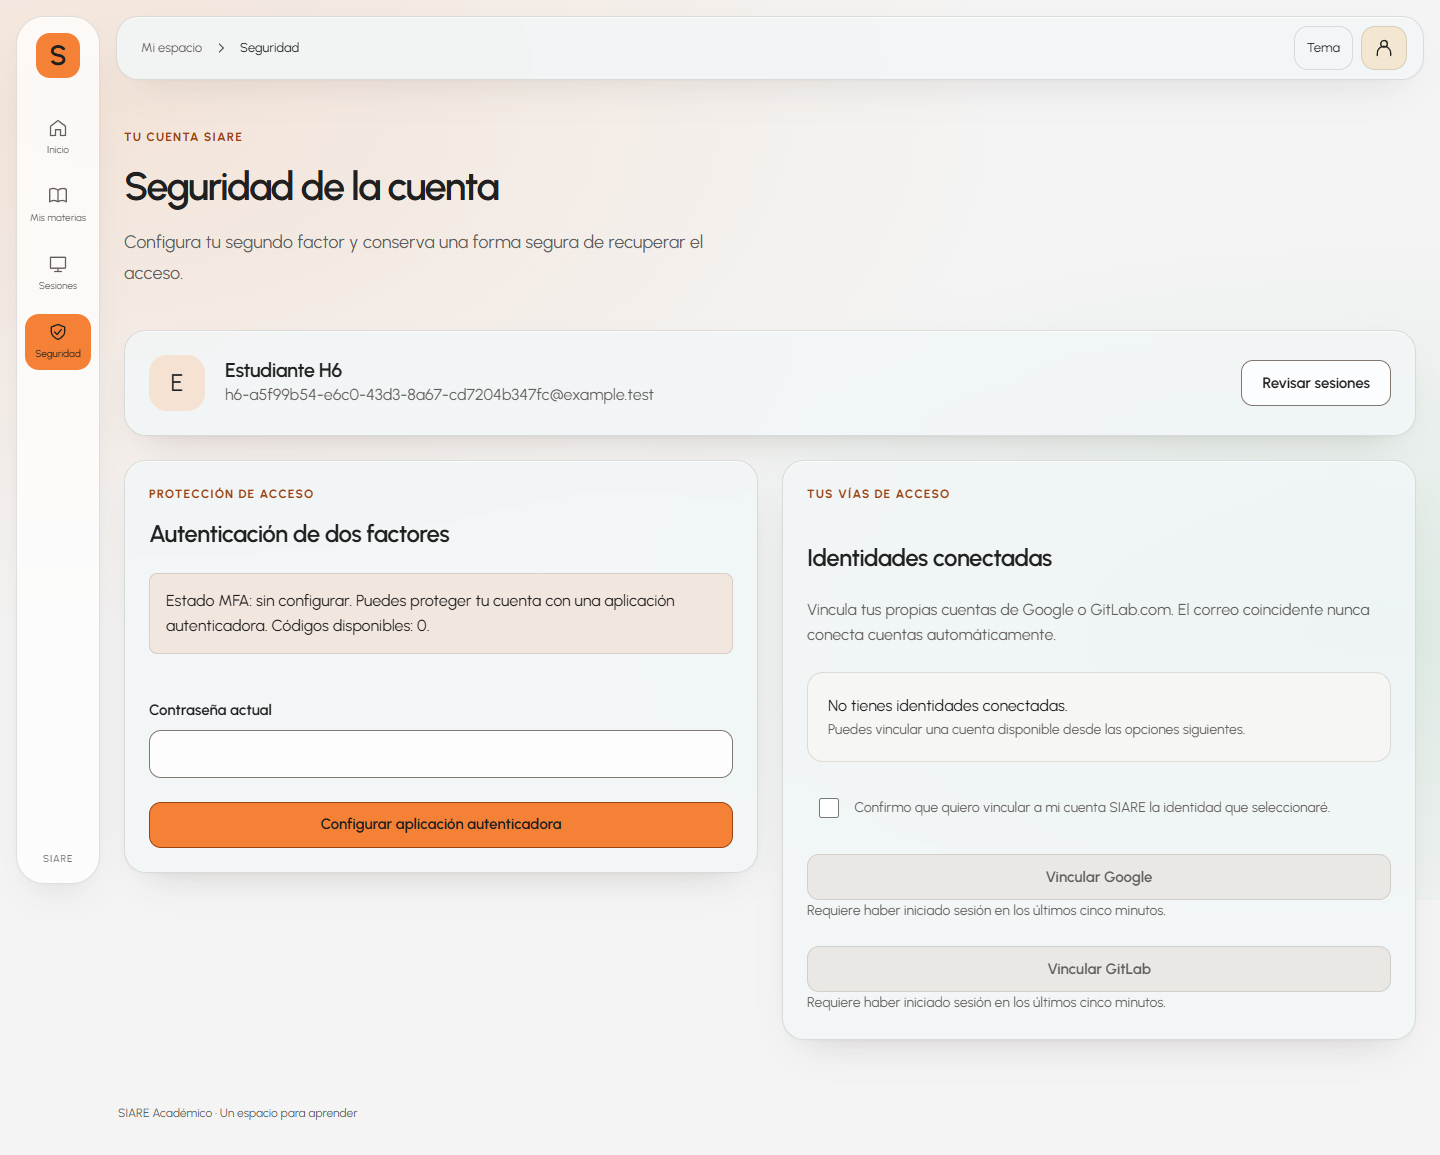 S
Inicio
Mis materias
Sesiones
Seguridad
SIARE
Mi espacio > Seguridad
Tema
TU CUENTA SIARE
Seguridad de la cuenta
Configura tu segundo factor y conserva una forma segura de recuperar el
acceso.
E
Estudiante H6
h6-a5f99b54-e6c0-43d3-8a67-cd7204b347fc@example.test
Revisar sesiones
PROTECCIÓN DE ACCESO
Autenticación de dos factores
Estado MFA: sin configurar. Puedes proteger tu cuenta con una aplicación
autenticadora. Códigos disponibles: 0.
Contraseña actual
Configurar aplicación autenticadora
TUS VÍAS DE ACCESO
Identidades conectadas
Vincula tus propias cuentas de Google o GitLab.com. El correo coincidente nunca
conecta cuentas automáticamente.
No tienes identidades conectadas.
Puedes vincular una cuenta disponible desde las opciones siguientes.
Confirmo que quiero vincular a mi cuenta SIARE la identidad que seleccionaré.
Vincular Google
Requiere haber iniciado sesión en los últimos cinco minutos.
Vincular GitLab
Requiere haber iniciado sesión en los últimos cinco minutos.
SIARE Académico · Un espacio para aprender